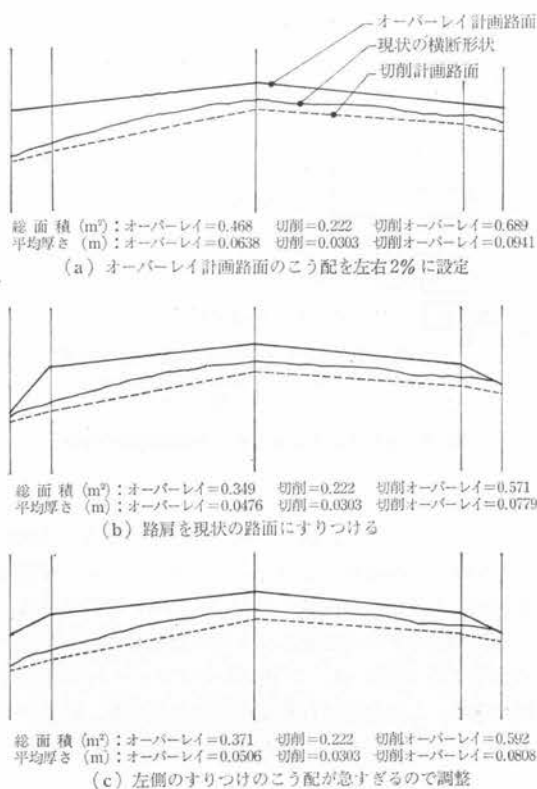 オーバーレイ計画路面
現状の横断形状
切削計画路面
総面積(m²):オーバーレイ=0.468 切削=0.222 切削オーバーレイ=0.689
平均厚さ(m):オーバーレイ=0.0638 切削=0.0303 切削オーバーレイ=0.0941
(a) オーバーレイ計画路面のこう配を左右2%に設定
総面積(m²):オーバーレイ=0.349 切削=0.222 切削オーバーレイ=0.571
平均厚さ(m):オーバーレイ=0.0476 切削=0.0303 切削オーバーレイ=0.0779
(b) 路肩を現状の路面にすりつける
総面積(m²):オーバーレイ=0.371 切削=0.222 切削オーバーレイ=0.592
平均厚さ(m):オーバーレイ=0.0506 切削=0.0303 切削オーバーレイ=0.0808
(c) 左側のすりつけのこう配が急すぎるので調整